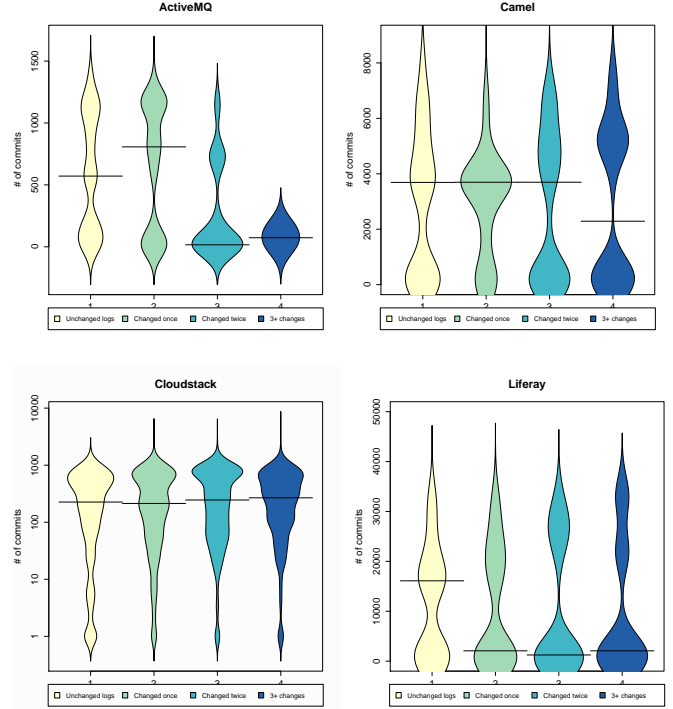 ActiveMQ
# of commits
0
500
1000
1500
1 2 3 4
Unchanged logs Changed once Changed twice 3+ changes
Camel
# of commits
0
2000
4000
6000
8000
1 2 3 4
Unchanged logs Changed once Changed twice 3+ changes
Cloudstack
# of commits
1
10
100
1000
10000
1 2 3 4
Unchanged logs Changed once Changed twice 3+ changes
Liferay
# of commits
0
10000
20000
30000
40000
50000
1 2 3 4
Unchanged logs Changed once Changed twice 3+ changes